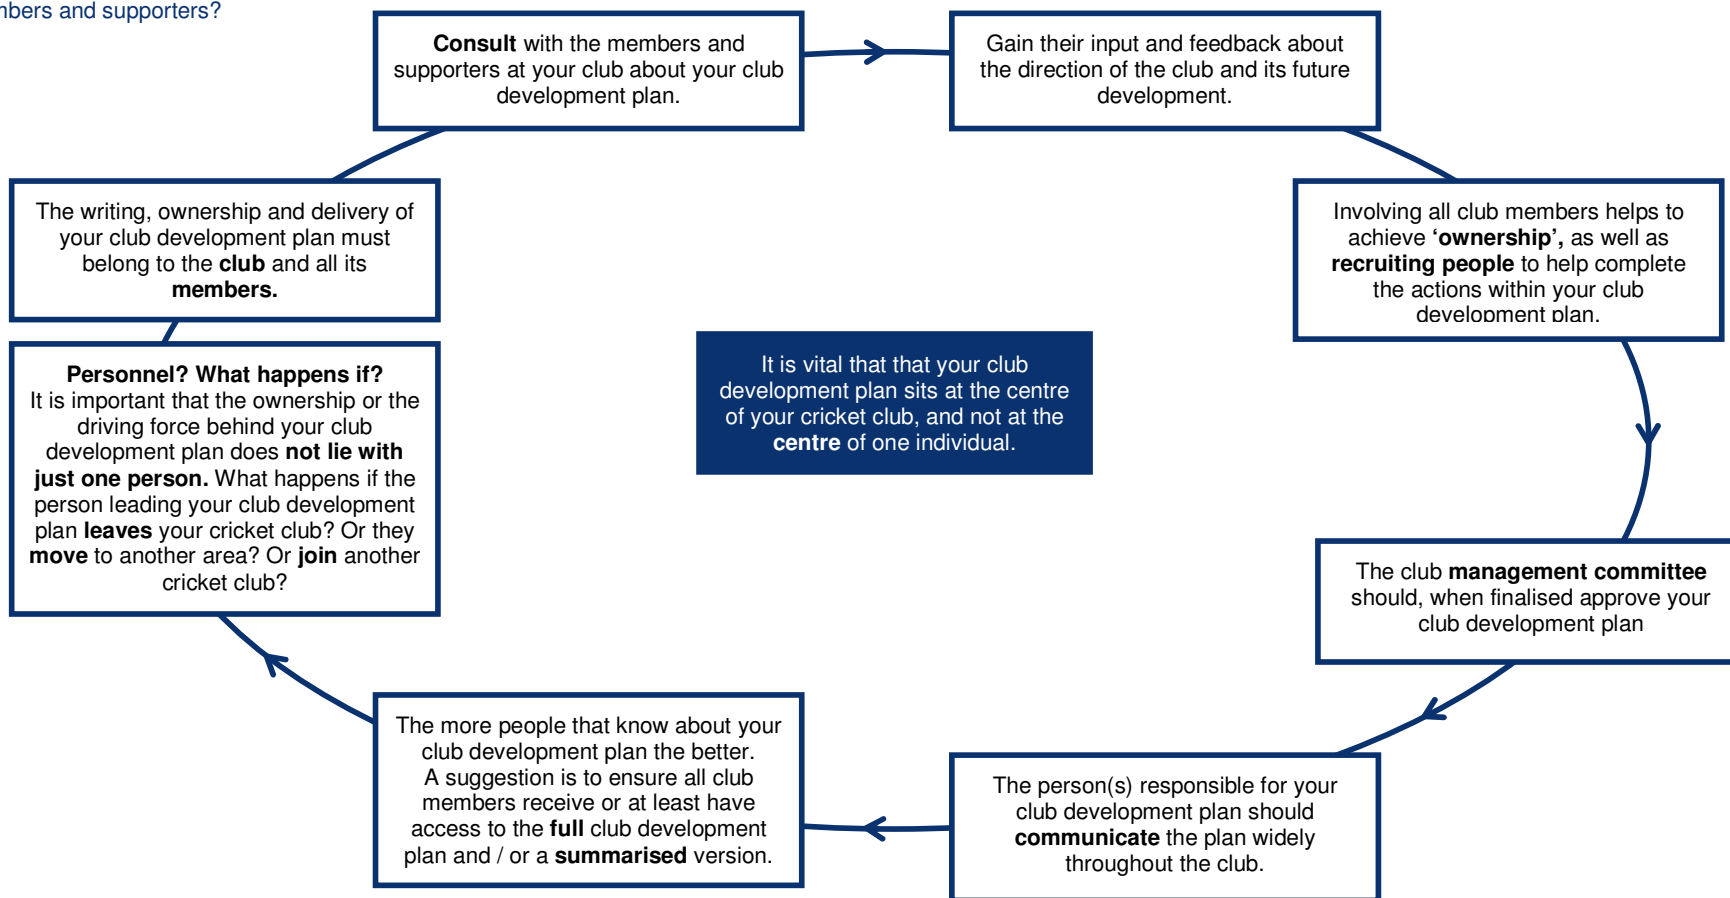 mbers and supporters?
Consult with the members and
supporters at your club about your club
development plan.
Gain their input and feedback about
the direction of the club and its future
development.
Involving all club members helps to
achieve ‘ownership’, as well as
recruiting people to help complete
the actions within your club
development plan.
The club management committee
should, when finalised approve your
club development plan
The person(s) responsible for your
club development plan should
communicate the plan widely
throughout the club.
The more people that know about your
club development plan the better.
A suggestion is to ensure all club
members receive or at least have
access to the full club development
plan and / or a summarised version.
Personnel? What happens if?
It is important that the ownership or the
driving force behind your club
development plan does not lie with
just one person. What happens if the
person leading your club development
plan leaves your cricket club? Or they
move to another area? Or join another
cricket club?
The writing, ownership and delivery of
your club development plan must
belong to the club and all its
members.
It is vital that that your club
development plan sits at the centre
of your cricket club, and not at the
centre of one individual.